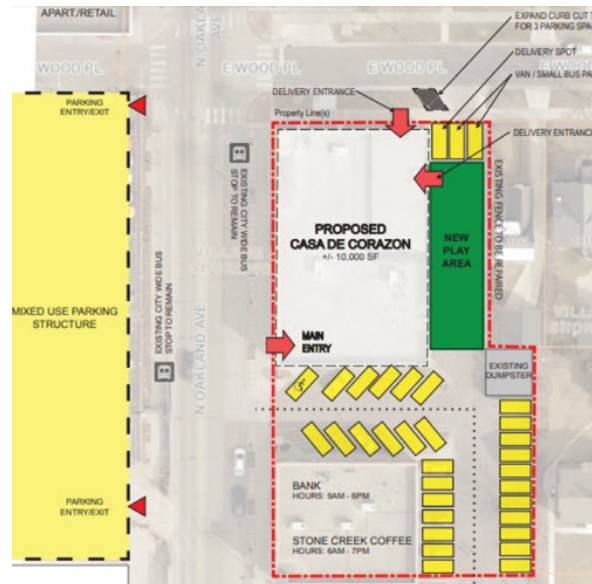 APART./RETAIL
N OAKLAND AVE
EXPAND CURB CUT T
FOR 3 PARKING SPA
DELIVERY SPOT
VAN / SMALL BUS PA
E WOOD PL
E WOOD PL
E WOOD PL
DELIVERY ENTRANCE
PARKING
ENTRY/EXIT
Property Line(s)
DELIVERY ENTRANC
EXISTING CITY WIDE BUS
STOP TO REMAIN
EXISTING FENCE TO BE REPAIRED
PROPOSED
CASA DE CORAZON
+/- 10,000 SF
NEW
PLAY
AREA
MIXED USE PARKING
STRUCTURE
EXISTING CITY WIDE BUS
STOP TO REMAIN
N OAKLAND AVE
MAIN
ENTRY
EXISTING
DUMPSTER
BANK
HOURS: 9AM - 6PM
PARKING
ENTRY/EXIT
STONE CREEK COFFEE
HOURS: 6AM - 7PM